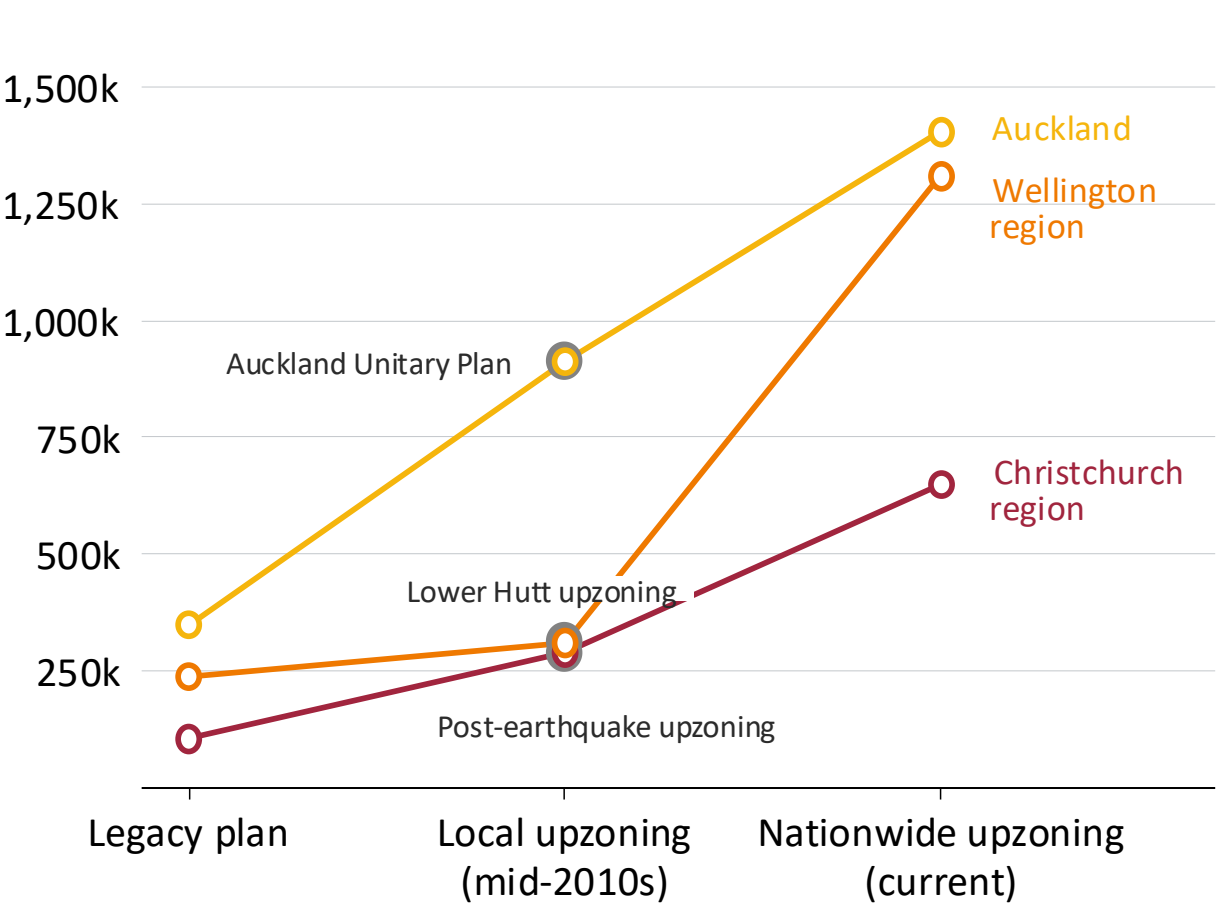 1,500k
Auckland
Wellington
region
1,250k
1,000k
Auckland Unitary Plan
750k
Christchurch
region
500k
Lower Hutt upzoning
250k
Post-earthquake upzoning
Legacy plan
Local upzoning
(mid-2010s)
Nationwide upzoning
(current)